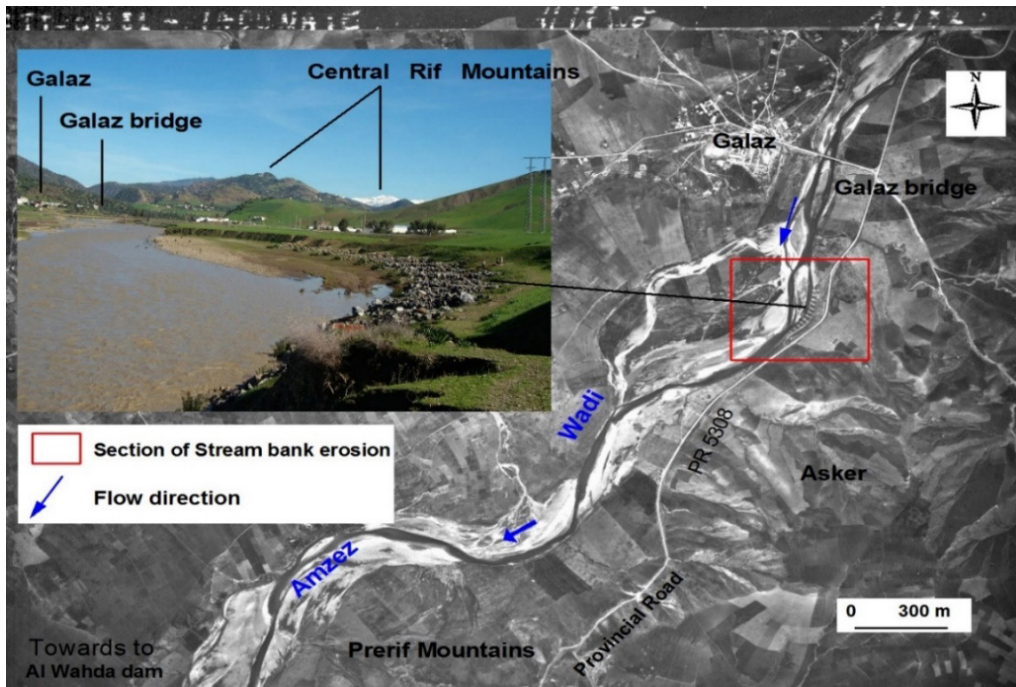 Galaz
Central Rif Mountains
Galaz bridge
N
Galaz
Galaz bridge
Wadi
PR 5308
Section of Stream bank erosion
Flow direction
Asker
Amzez
0 300 m
Provincial Road
Prerif Mountains
Towards to
Al Wahda dam